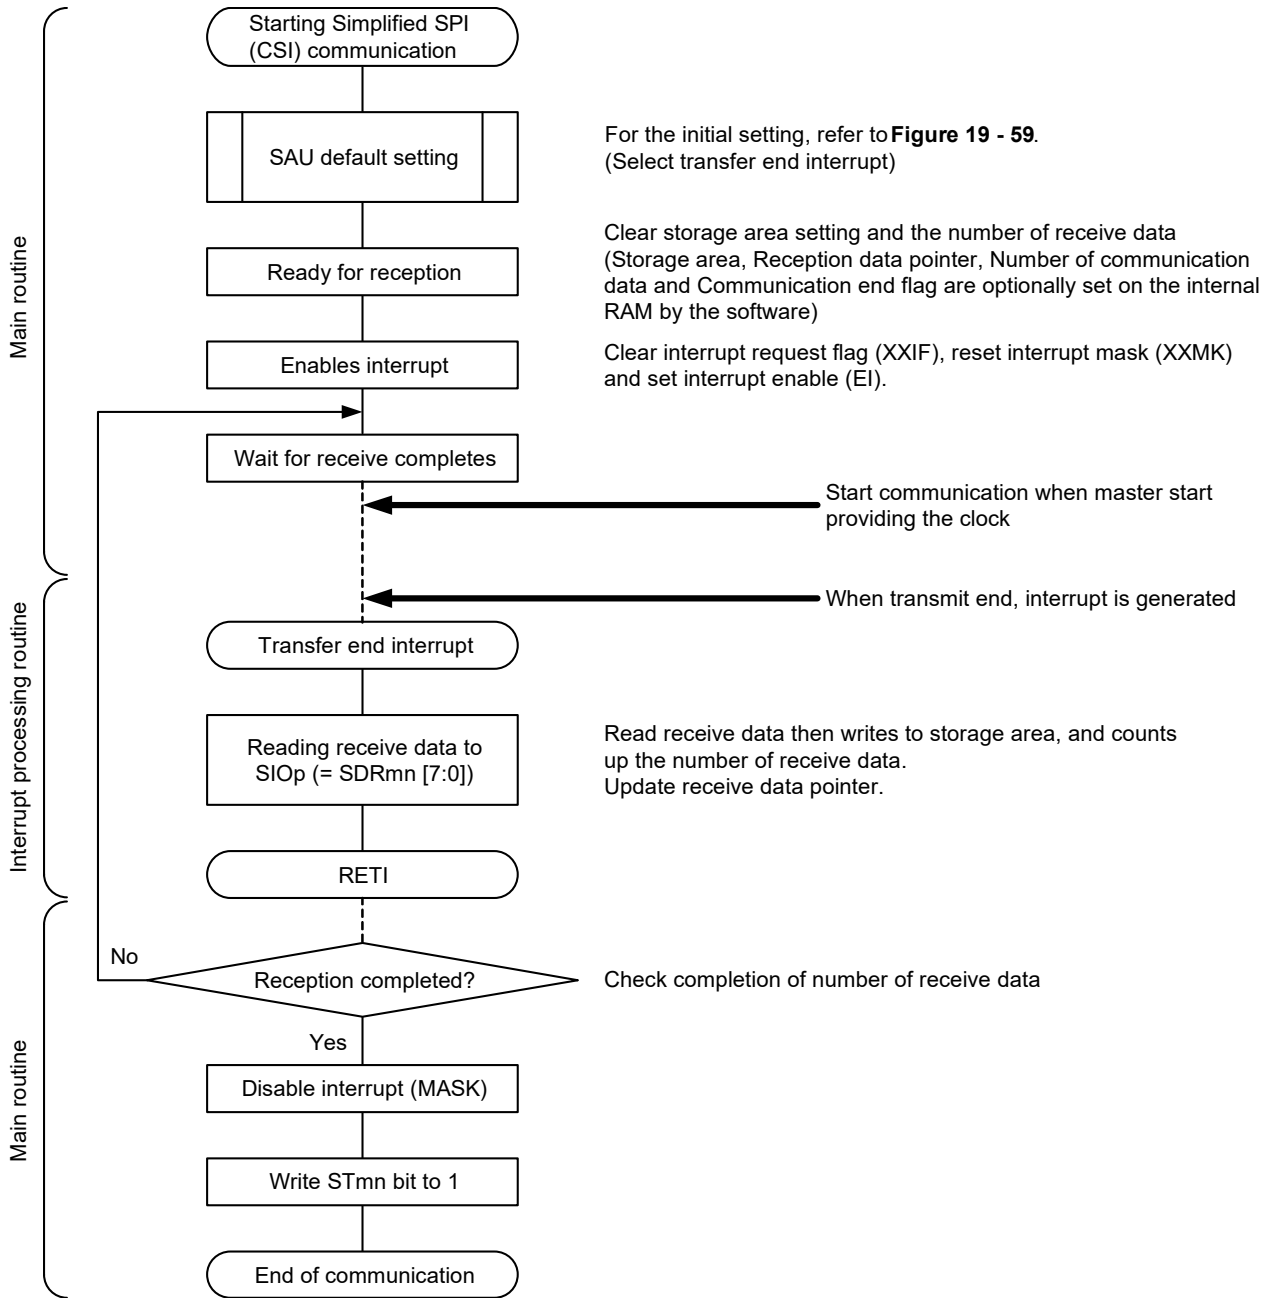 Starting Simplified SPI
(CSI) communication
SAU default setting
For the initial setting, refer to Figure 19 - 59.
(Select transfer end interrupt)
Main routine
Ready for reception
Clear storage area setting and the number of receive data
(Storage area, Reception data pointer, Number of communication
data and Communication end flag are optionally set on the internal
RAM by the software)
Enables interrupt
Clear interrupt request flag (XXIF), reset interrupt mask (XXMK)
and set interrupt enable (EI).
Wait for receive completes
Start communication when master start
providing the clock
When transmit end, interrupt is generated
Interrupt processing routine
Transfer end interrupt
Reading receive data to
SIOp (= SDRmn [7:0])
Read receive data then writes to storage area, and counts
up the number of receive data.
Update receive data pointer.
RETI
No
Reception completed?
Check completion of number of receive data
Yes
Main routine
Disable interrupt (MASK)
Write STmn bit to 1
End of communication